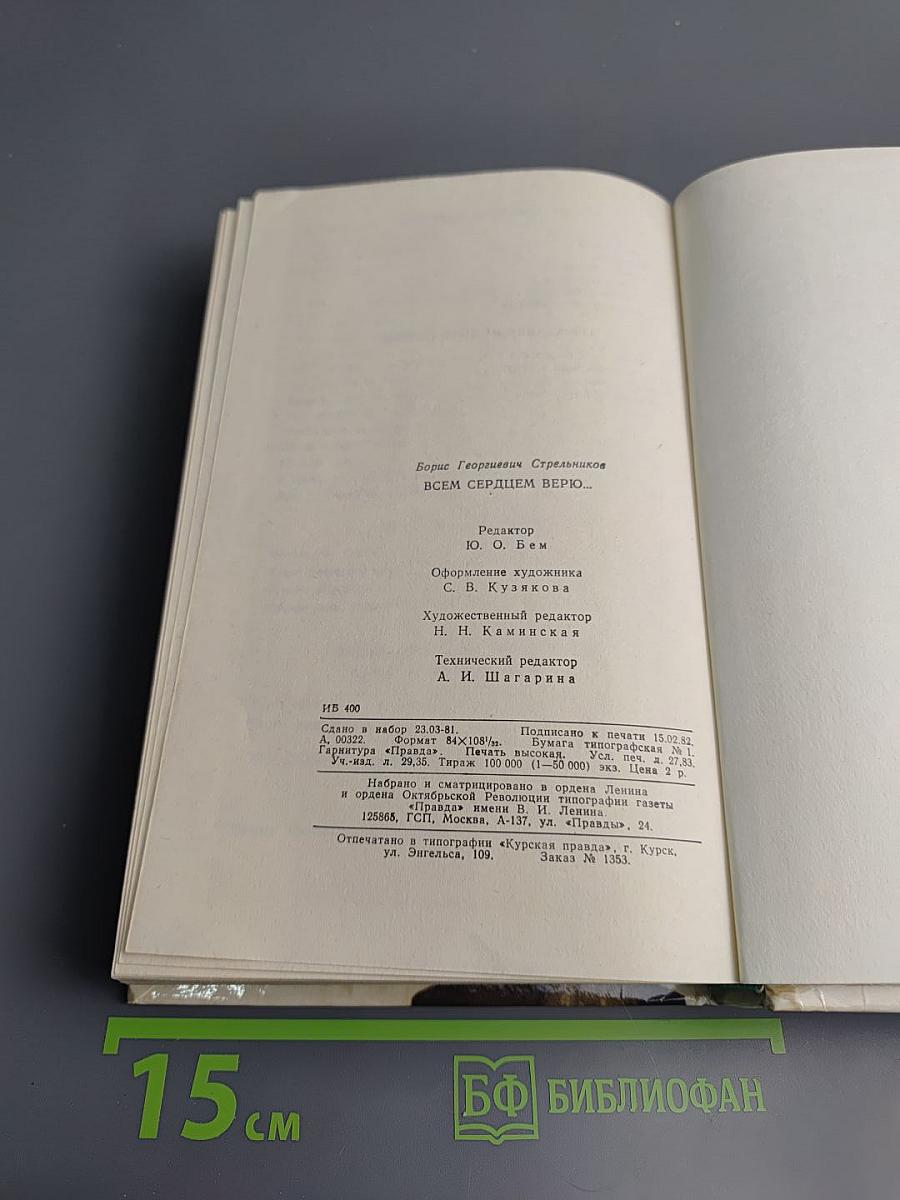 Борис Георгиевич Стрельников
ВСЕМ СЕРДЦЕМ ВЕРЮ...
Редактор
Ю. О. Бем
Оформление художника
С. В. Кузякова
Художественный редактор
Н. Н. Каминская
Технический редактор
А. И. Шагарина
ИБ 400
Сдано в набор 23.03-81. Подписано к печати 15.02.82.
А, 00322. Формат 84×108¹/₃₂. Бумага типографская № 1.
Гарнитура «Правда». Печать высокая. Усл. печ. л. 27,83.
Уч.-изд. л. 29,35. Тираж 100 000 (1—50 000) экз. Цена 2 р.
Набрано и сматрицировано в ордена Ленина
и ордена Октябрьской Революции типографии газеты
«Правда» имени В. И. Ленина.
125865, ГСП, Москва, А-137, ул. «Правды», 24.
Отпечатано в типографии «Курская правда», г. Курск,
ул. Энгельса, 109. Заказ № 1353.
15 см
БФ БИБЛИОФАН